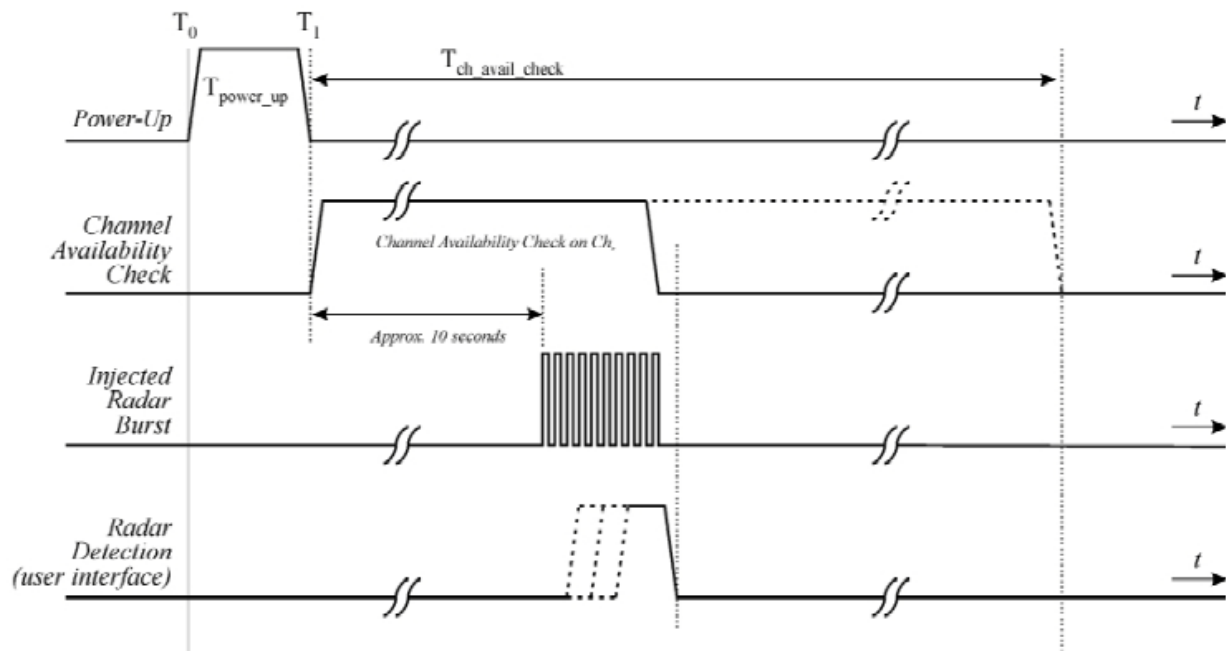 T0 T1
Tch_avail_check
Tpower_up
Power-Up
t
Channel
Availability
Check
Channel Availability Check on Chr
t
Approx. 10 seconds
Injected
Radar
Burst
t
Radar
Detection
(user interface)
t